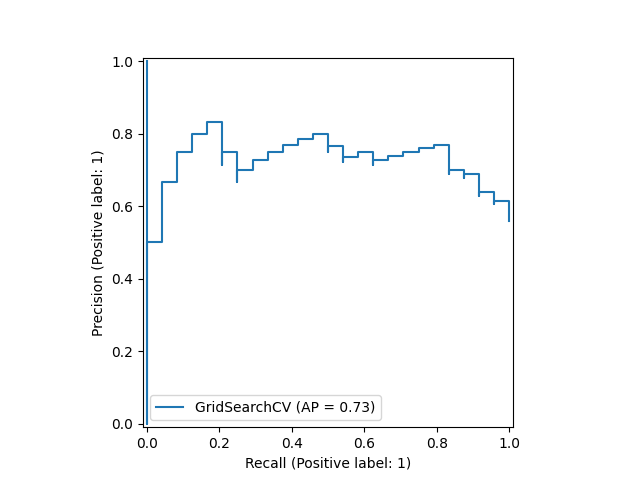 1.0
0.8
0.6
0.4
0.2
0.0
Precision (Positive label: 1)
GridSearchCV (AP = 0.73)
0.0 0.2 0.4 0.6 0.8 1.0
Recall (Positive label: 1)